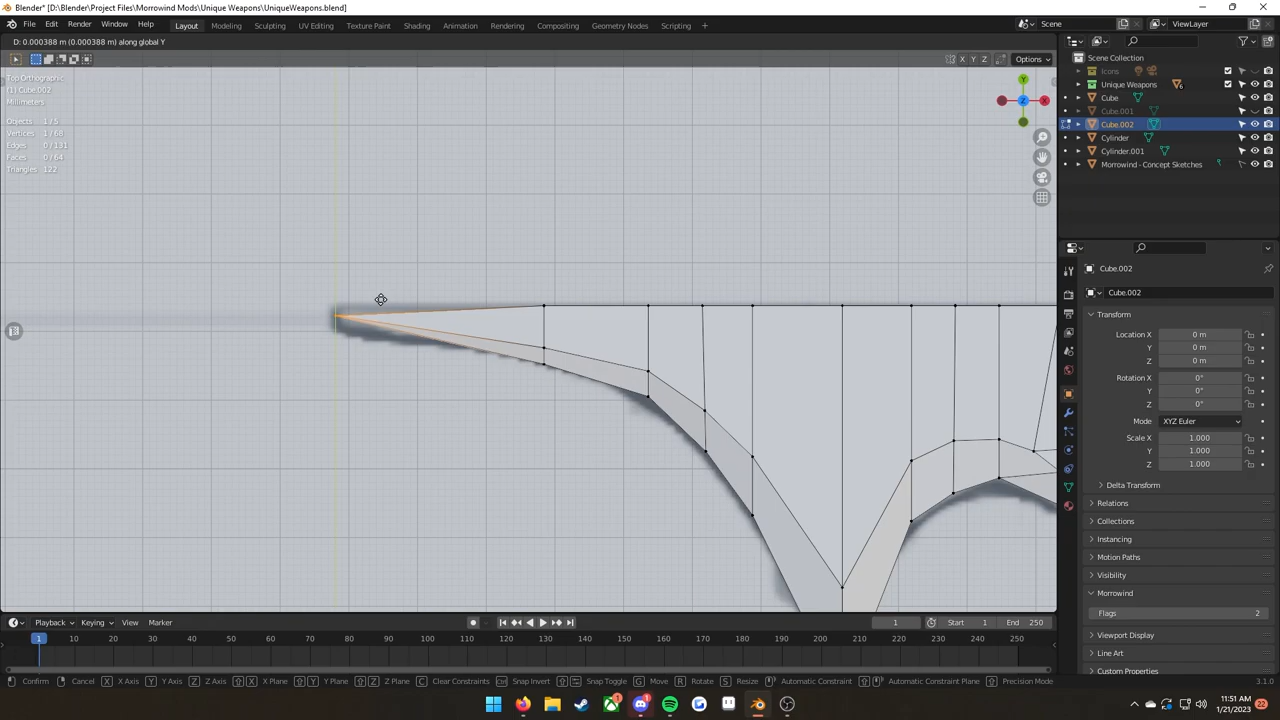 Blender* [D:\Blender\Project Files\Morrowind Mods\Unique Weapons\UniqueWeapons.blend]
File Edit Render Window Help Layout Modeling Sculpting UV Editing Texture Paint Shading Animation Rendering Compositing Geometry Nodes Scripting Scene ViewLayer
D: 0.000388 m (0.000388 m) along global Y
X Y Z Options
Top Orthographic
(1) Cube.002
Millimeters
Objects 1/5
Vertices 1/68
Edges 0/131
Faces 0/64
Triangles 122
Y
Z X
Scene Collection
Icons
Unique Weapons 6
Cube
Cube.001
Cube.002
Cylinder
Cylinder.001
Morrowind - Concept Sketches
Cube.002
Cube.002
Transform
Location X 0 m
Y 0 m
Z 0 m
Rotation X 0°
Y 0°
Z 0°
Mode XYZ Euler
Scale X 1.000
Y 1.000
Z 1.000
Delta Transform
Relations
Collections
Instancing
Motion Paths
Visibility
Morrowind
Flags 2
Viewport Display
Line Art
Custom Properties
Playback Keying View Marker 1 Start 1 End 250
1 10 20 30 40 50 60 70 80 90 100 110 120 130 140 150 160 170 180 190 200 210 220 230 240 250
Confirm Cancel X X Axis Y Y Axis Z Z Axis X X Plane Y Y Plane Z Z Plane C Clear Constraints Snap Invert Snap Toggle G Move R Rotate S Resize Automatic Constraint Automatic Constraint Plane Precision Mode
3.1.0
11:51 AM
1/21/2023